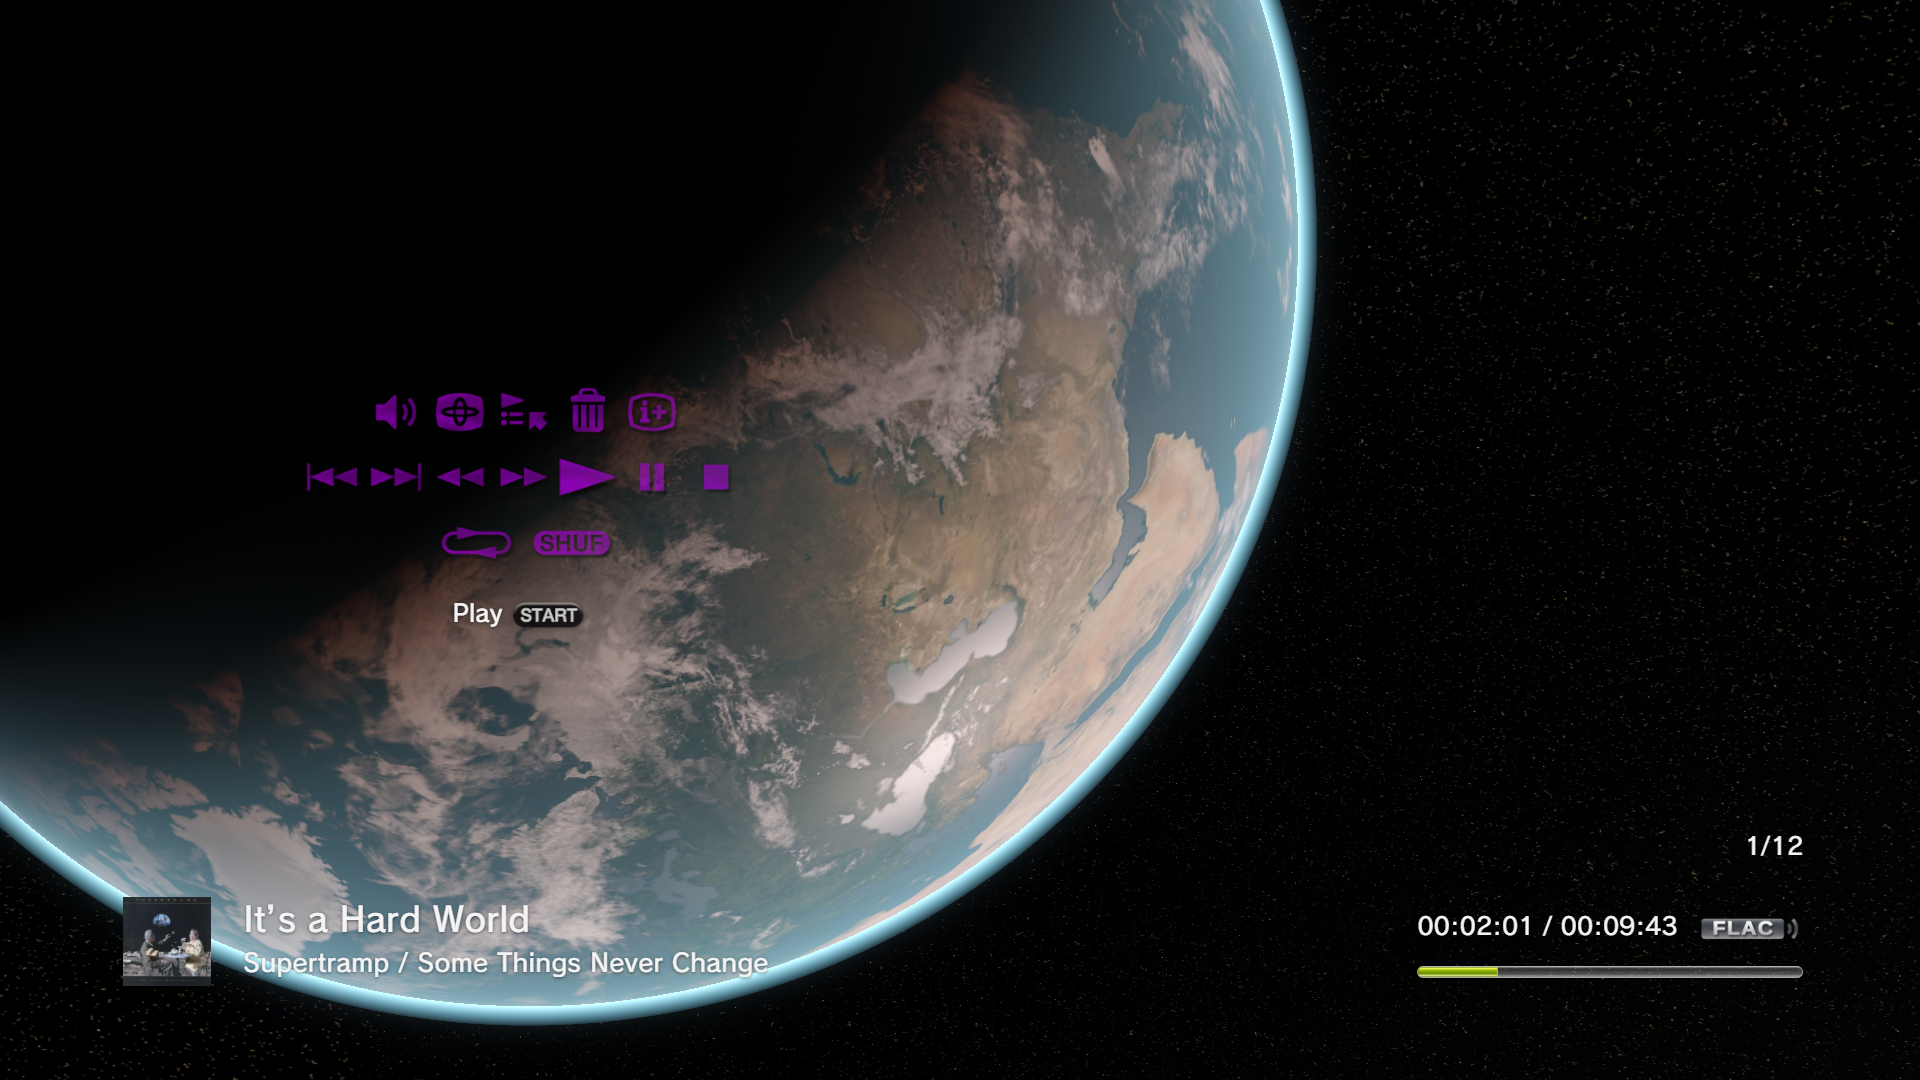 SHUF
Play START
1/12
It's a Hard World
Supertramp / Some Things Never Change
00:02:01 / 00:09:43 FLAC